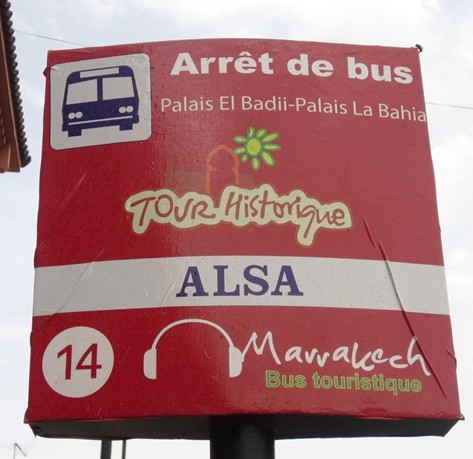 Arrêt de bus
Palais El Badii-Palais La Bahia
Tour Historique
ALSA
14
Marrakech
Bus touristique